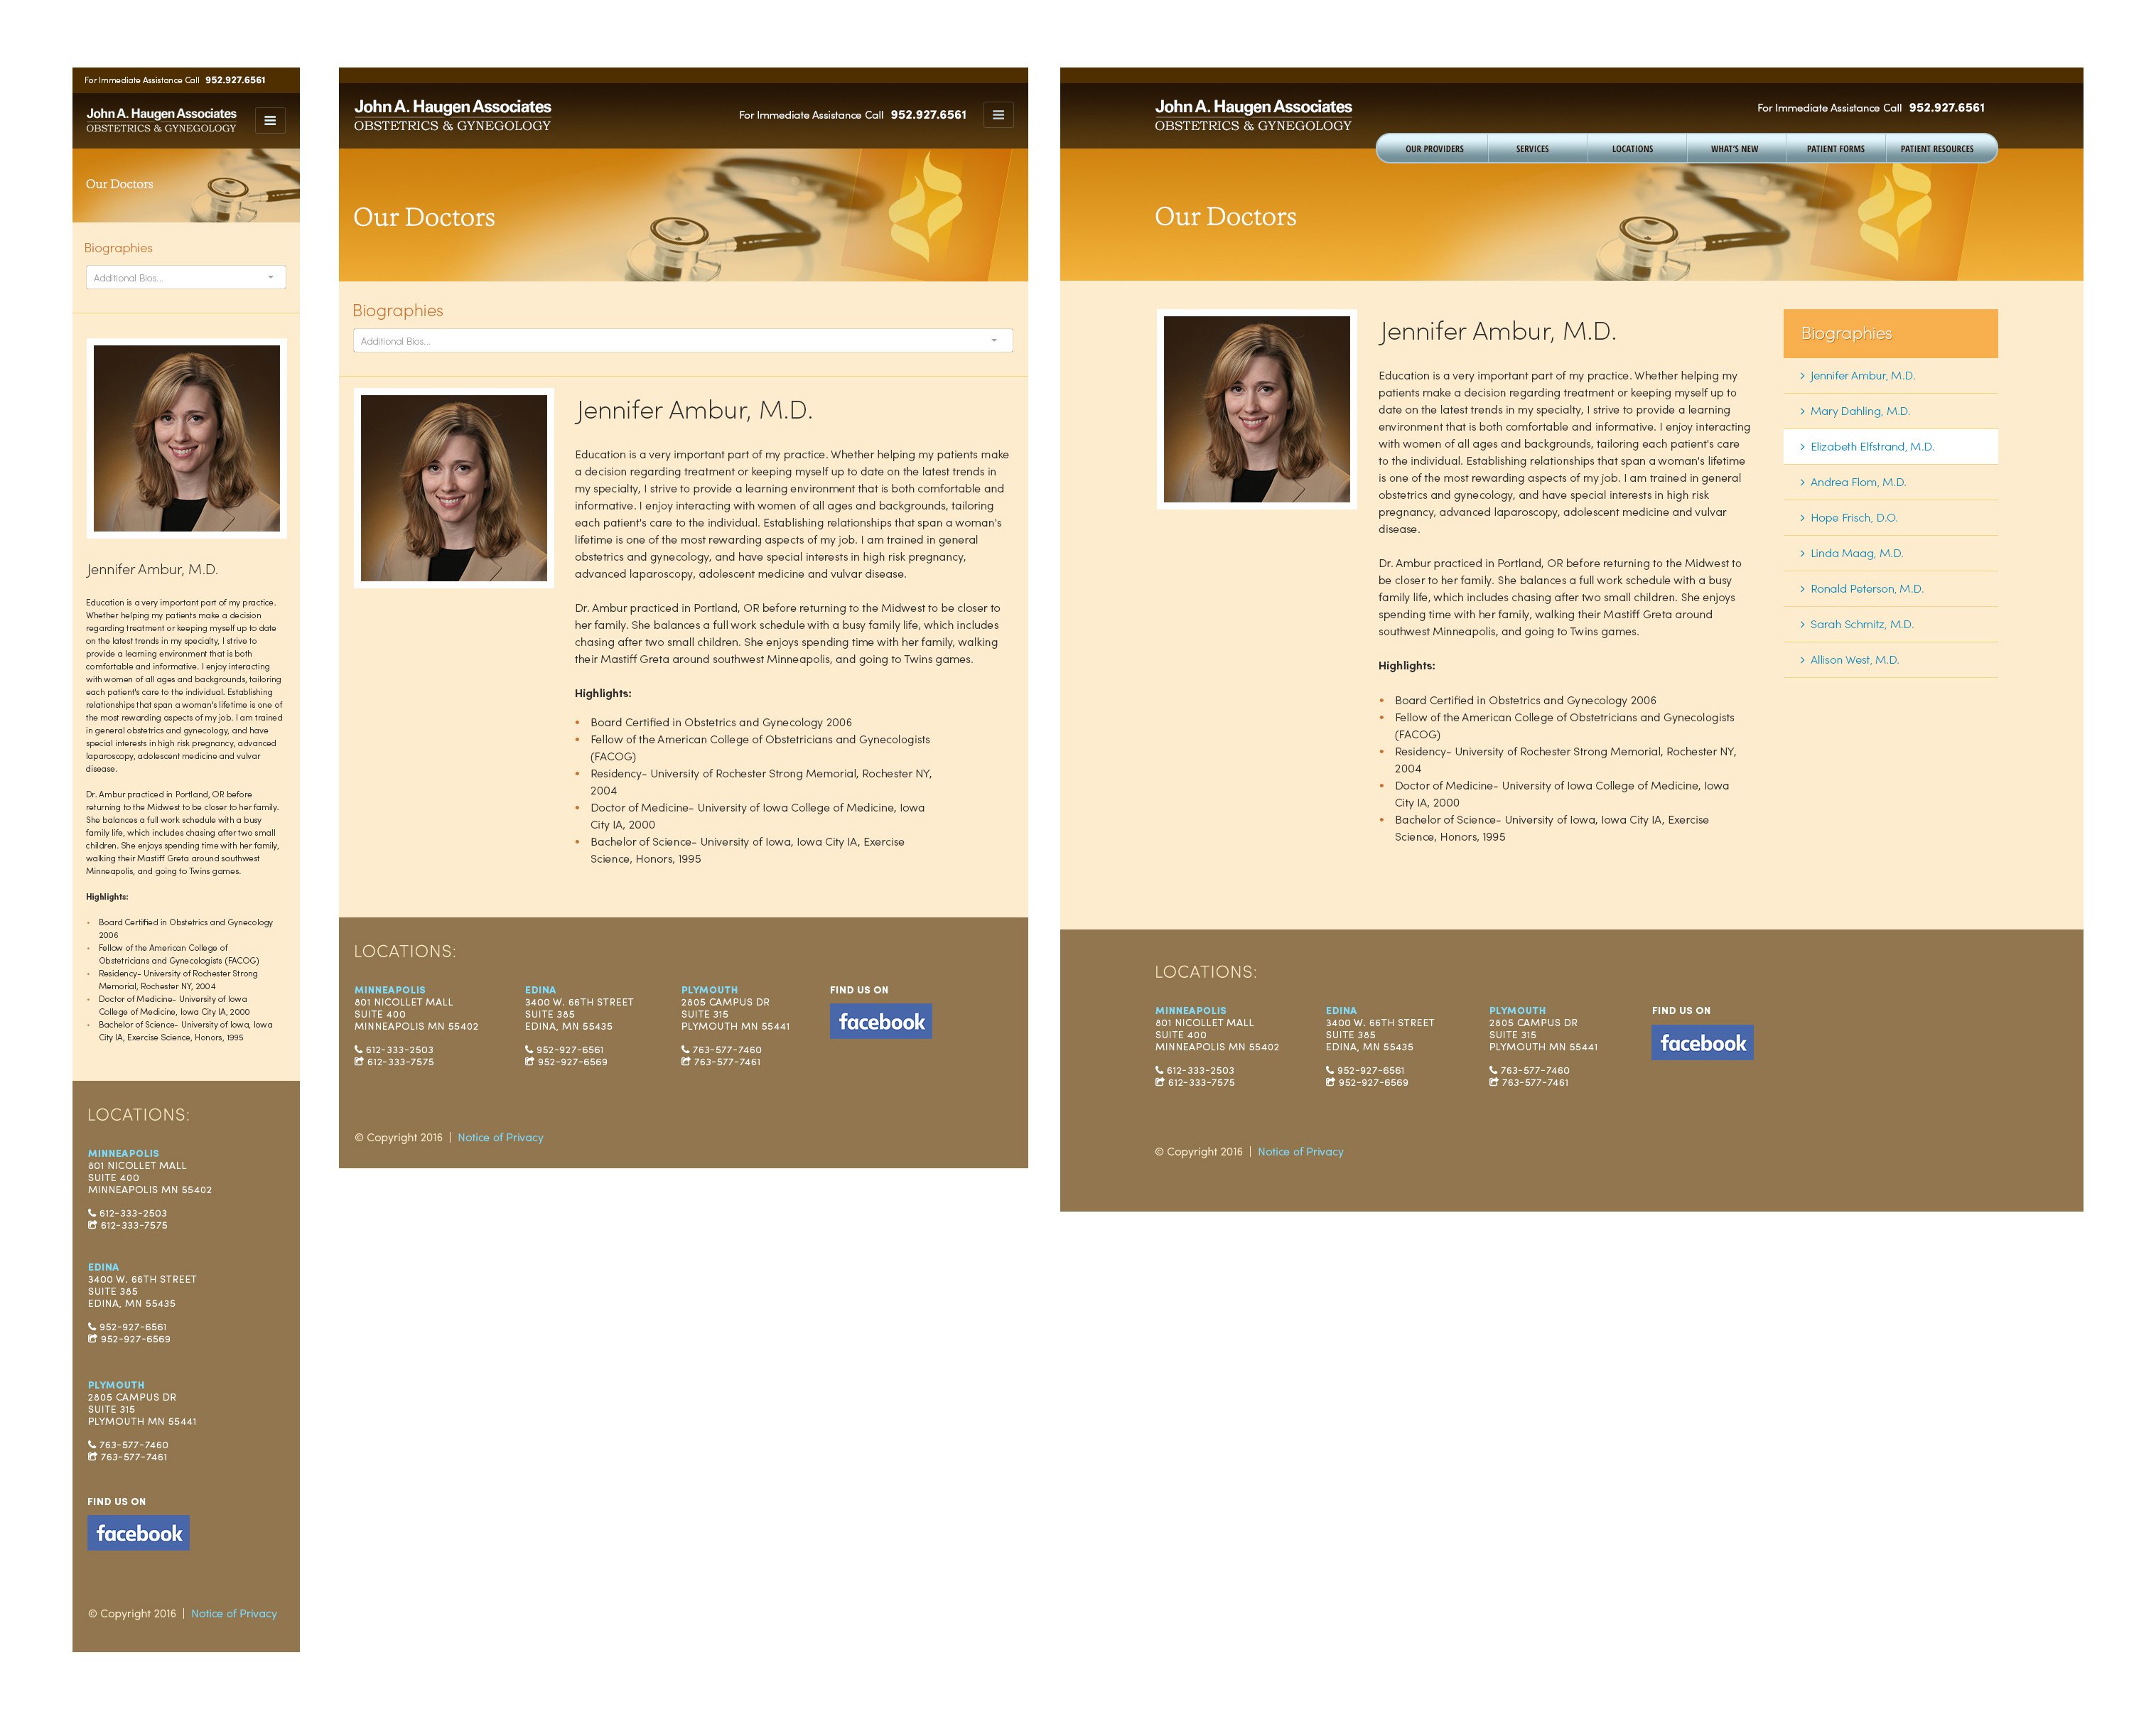 For Immediate Assistance Call 952.927.6561
John A. Haugen Associates
OBSTETRICS & GYNEGOLOGY
Our Doctors
Biographies
Additional Bios...
Jennifer Ambur, M.D.
Education is a very important part of my practice.
Whether helping my patients make a decision
regarding treatment or keeping myself up to date
on the latest trends in my specialty, I strive to
provide a learning environment that is both
comfortable and informative. I enjoy interacting
with women of all ages and backgrounds, tailoring
each patient's care to the individual. Establishing
relationships that span a woman's lifetime is one of
the most rewarding aspects of my job. I am trained
in general obstetrics and gynecology, and have
special interests in high risk pregnancy, advanced
laparoscopy, adolescent medicine and vulvar
disease.
Dr. Ambur practiced in Portland, OR before
returning to the Midwest to be closer to her family.
She balances a full work schedule with a busy
family life, which includes chasing after two small
children. She enjoys spending time with her family,
walking their Mastiff Greta around southwest
Minneapolis, and going to Twins games.
Highlights:
• Board Certified in Obstetrics and Gynecology
2006
• Fellow of the American College of
Obstetricians and Gynecologists (FACOG)
• Residency- University of Rochester Strong
Memorial, Rochester NY, 2004
• Doctor of Medicine- University of Iowa
College of Medicine, Iowa City IA, 2000
• Bachelor of Science- University of Iowa, Iowa
City IA, Exercise Science, Honors, 1995
LOCATIONS:
MINNEAPOLIS
801 NICOLLET MALL
SUITE 400
MINNEAPOLIS MN 55402
612-333-2503
612-333-7575
EDINA
3400 W. 66TH STREET
SUITE 385
EDINA, MN 55435
952-927-6561
952-927-6569
PLYMOUTH
2805 CAMPUS DR
SUITE 315
PLYMOUTH MN 55441
763-577-7460
763-577-7461
FIND US ON
facebook
© Copyright 2016 | Notice of Privacy
John A. Haugen Associates
OBSTETRICS & GYNEGOLOGY
For Immediate Assistance Call 952.927.6561
Our Doctors
Biographies
Additional Bios...
Jennifer Ambur, M.D.
Education is a very important part of my practice. Whether helping my patients make
a decision regarding treatment or keeping myself up to date on the latest trends in
my specialty, I strive to provide a learning environment that is both comfortable and
informative. I enjoy interacting with women of all ages and backgrounds, tailoring
each patient's care to the individual. Establishing relationships that span a woman's
lifetime is one of the most rewarding aspects of my job. I am trained in general
obstetrics and gynecology, and have special interests in high risk pregnancy,
advanced laparoscopy, adolescent medicine and vulvar disease.
Dr. Ambur practiced in Portland, OR before returning to the Midwest to be closer to
her family. She balances a full work schedule with a busy family life, which includes
chasing after two small children. She enjoys spending time with her family, walking
their Mastiff Greta around southwest Minneapolis, and going to Twins games.
Highlights:
• Board Certified in Obstetrics and Gynecology 2006
• Fellow of the American College of Obstetricians and Gynecologists
(FACOG)
• Residency- University of Rochester Strong Memorial, Rochester NY,
2004
• Doctor of Medicine- University of Iowa College of Medicine, Iowa
City IA, 2000
• Bachelor of Science- University of Iowa, Iowa City IA, Exercise
Science, Honors, 1995
LOCATIONS:
MINNEAPOLIS
801 NICOLLET MALL
SUITE 400
MINNEAPOLIS MN 55402
612-333-2503
612-333-7575
EDINA
3400 W. 66TH STREET
SUITE 385
EDINA, MN 55435
952-927-6561
952-927-6569
PLYMOUTH
2805 CAMPUS DR
SUITE 315
PLYMOUTH MN 55441
763-577-7460
763-577-7461
FIND US ON
facebook
© Copyright 2016 | Notice of Privacy
John A. Haugen Associates
OBSTETRICS & GYNEGOLOGY
For Immediate Assistance Call 952.927.6561
OUR PROVIDERS SERVICES LOCATIONS WHAT'S NEW PATIENT FORMS PATIENT RESOURCES
Our Doctors
Jennifer Ambur, M.D.
Education is a very important part of my practice. Whether helping my
patients make a decision regarding treatment or keeping myself up to
date on the latest trends in my specialty, I strive to provide a learning
environment that is both comfortable and informative. I enjoy interacting
with women of all ages and backgrounds, tailoring each patient's care
to the individual. Establishing relationships that span a woman's lifetime
is one of the most rewarding aspects of my job. I am trained in general
obstetrics and gynecology, and have special interests in high risk
pregnancy, advanced laparoscopy, adolescent medicine and vulvar
disease.
Dr. Ambur practiced in Portland, OR before returning to the Midwest to
be closer to her family. She balances a full work schedule with a busy
family life, which includes chasing after two small children. She enjoys
spending time with her family, walking their Mastiff Greta around
southwest Minneapolis, and going to Twins games.
Highlights:
• Board Certified in Obstetrics and Gynecology 2006
• Fellow of the American College of Obstetricians and Gynecologists
(FACOG)
• Residency- University of Rochester Strong Memorial, Rochester NY,
2004
• Doctor of Medicine- University of Iowa College of Medicine, Iowa
City IA, 2000
• Bachelor of Science- University of Iowa, Iowa City IA, Exercise
Science, Honors, 1995
Biographies
> Jennifer Ambur, M.D.
> Mary Dahling, M.D.
> Elizabeth Elfstrand, M.D.
> Andrea Flom, M.D.
> Hope Frisch, D.O.
> Linda Maag, M.D.
> Ronald Peterson, M.D.
> Sarah Schmitz, M.D.
> Allison West, M.D.
LOCATIONS:
MINNEAPOLIS
801 NICOLLET MALL
SUITE 400
MINNEAPOLIS MN 55402
612-333-2503
612-333-7575
EDINA
3400 W. 66TH STREET
SUITE 385
EDINA, MN 55435
952-927-6561
952-927-6569
PLYMOUTH
2805 CAMPUS DR
SUITE 315
PLYMOUTH MN 55441
763-577-7460
763-577-7461
FIND US ON
facebook
© Copyright 2016 | Notice of Privacy